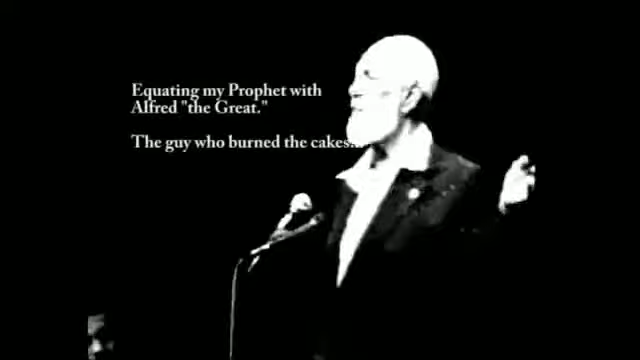 Equating my Prophet with
Alfred "the Great."
The guy who burned the cakes...